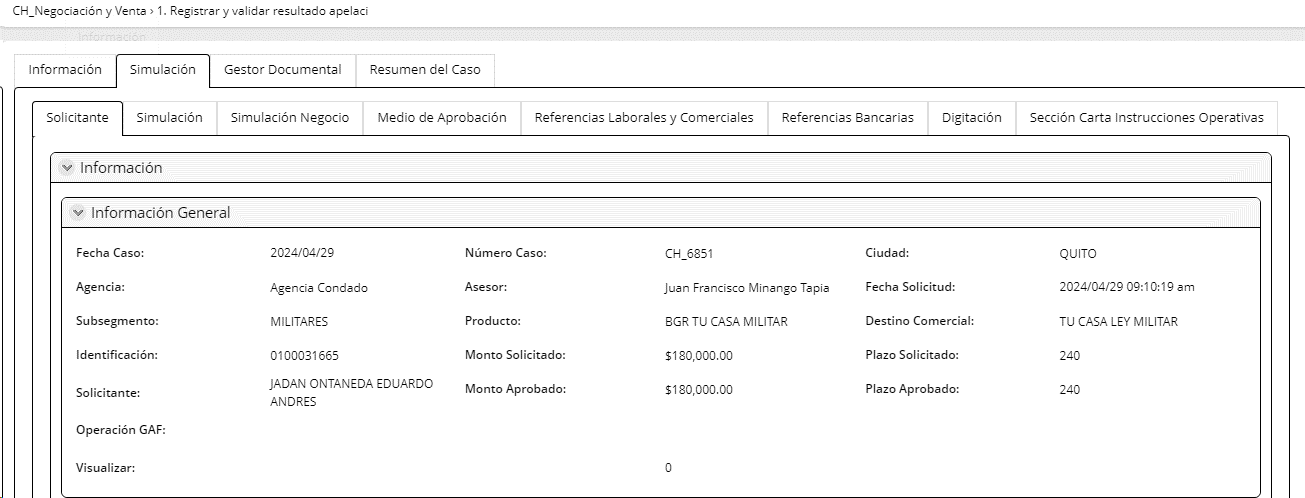 CH_Negociación y Venta › 1. Registrar y validar resultado apelaci
Información
Información Simulación Gestor Documental Resumen del Caso
Solicitante Simulación Simulación Negocio Medio de Aprobación Referencias Laborales y Comerciales Referencias Bancarias Digitación Sección Carta Instrucciones Operativas
Información
Información General
Fecha Caso: 2024/04/29 Número Caso: CH_6851 Ciudad: QUITO
Agencia: Agencia Condado Asesor: Juan Francisco Minango Tapia Fecha Solicitud: 2024/04/29 09:10:19 am
Subsegmento: MILITARES Producto: BGR TU CASA MILITAR Destino Comercial: TU CASA LEY MILITAR
Identificación: 0100031665 Monto Solicitado: $180,000.00 Plazo Solicitado: 240
Solicitante: JADAN ONTANEDA EDUARDO
ANDRES Monto Aprobado: $180,000.00 Plazo Aprobado: 240
Operación GAF:
Visualizar: 0